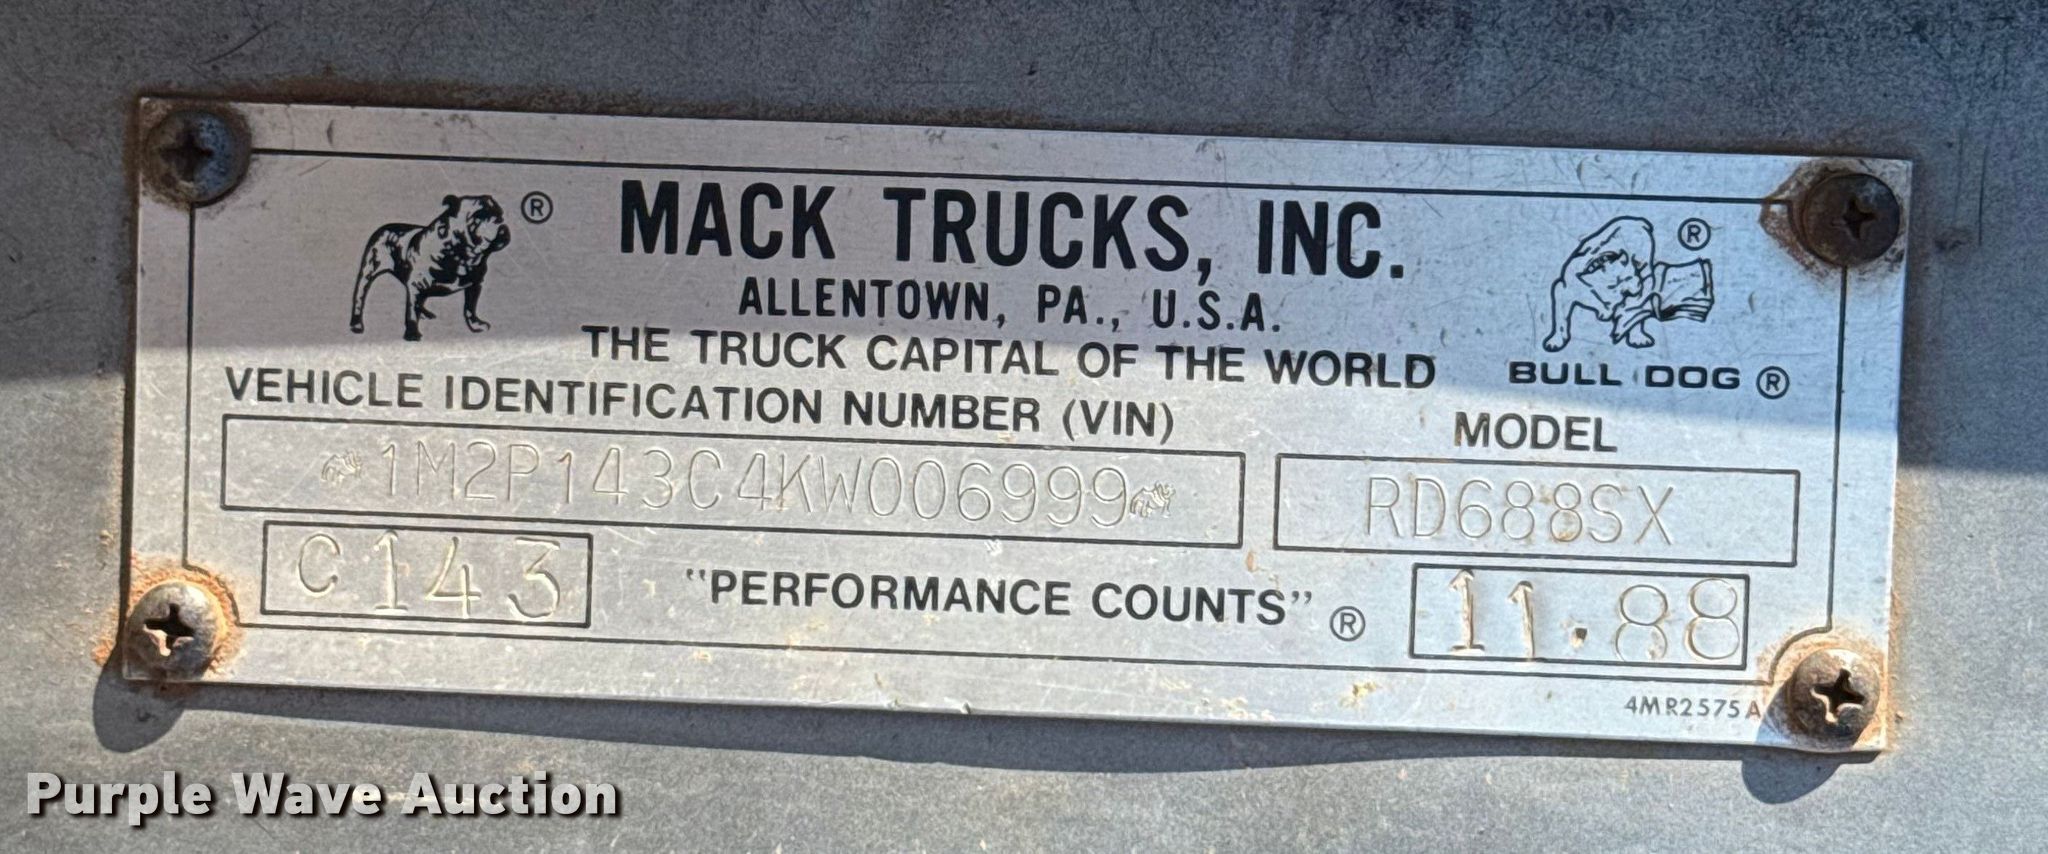 ® MACK TRUCKS, INC. ®
ALLENTOWN, PA., U.S.A.
THE TRUCK CAPITAL OF THE WORLD
BULL DOG ®
VEHICLE IDENTIFICATION NUMBER (VIN)
MODEL
1M2P143C4KW006999
RD688SX
C143
"PERFORMANCE COUNTS" ®
11.88
4MR2575A
Purple Wave Auction